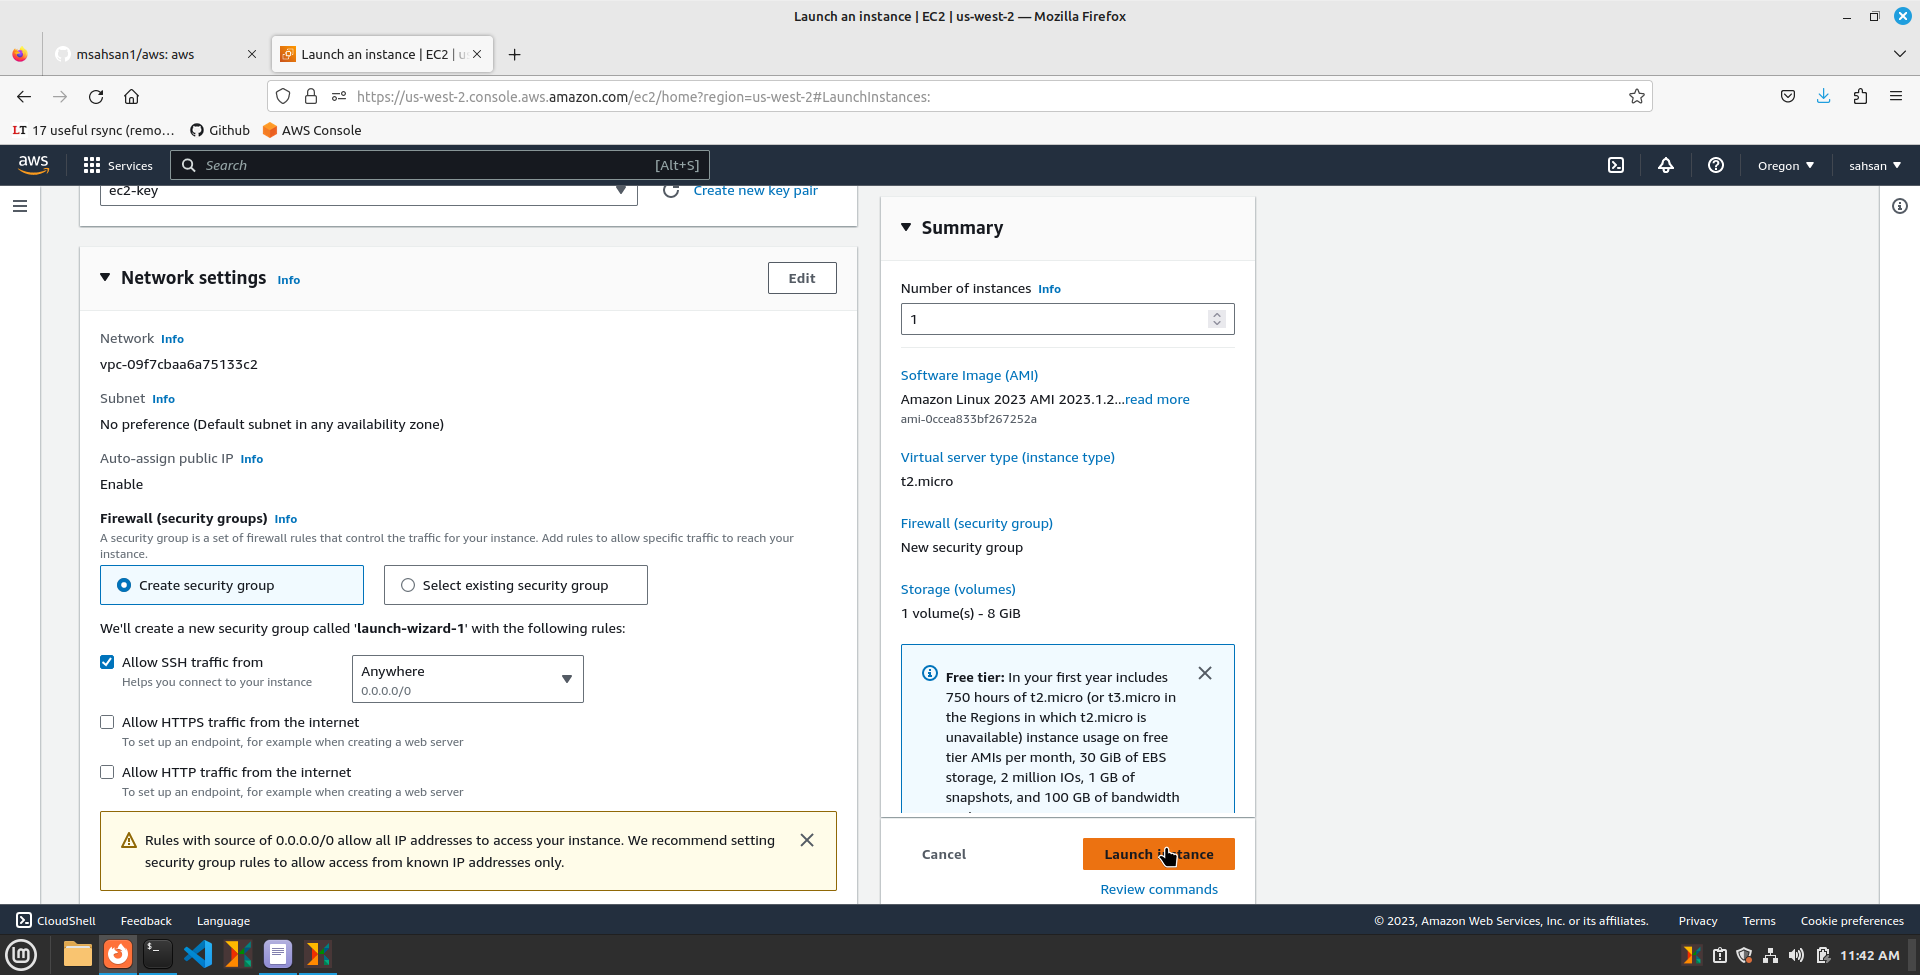 Launch an instance | EC2 | us-west-2 — Mozilla Firefox
msahsan1/aws: aws
Launch an instance | EC2 | u
https://us-west-2.console.aws.amazon.com/ec2/home?region=us-west-2#LaunchInstances:
LT 17 useful rsync (remo… Github AWS Console
aws Services Search [Alt+S] Oregon sahsan
ec2-key Create new key pair
Network settings Info Edit
Network Info
vpc-09f7cbaa6a75133c2
Subnet Info
No preference (Default subnet in any availability zone)
Auto-assign public IP Info
Enable
Firewall (security groups) Info
A security group is a set of firewall rules that control the traffic for your instance. Add rules to allow specific traffic to reach your
instance.
Create security group Select existing security group
We'll create a new security group called 'launch-wizard-1' with the following rules:
Allow SSH traffic from
Helps you connect to your instance
Anywhere
0.0.0.0/0
Allow HTTPS traffic from the internet
To set up an endpoint, for example when creating a web server
Allow HTTP traffic from the internet
To set up an endpoint, for example when creating a web server
Rules with source of 0.0.0.0/0 allow all IP addresses to access your instance. We recommend setting
security group rules to allow access from known IP addresses only.
Summary
Number of instances Info
1
Software Image (AMI)
Amazon Linux 2023 AMI 2023.1.2...read more
ami-0ccea833bf267252a
Virtual server type (instance type)
t2.micro
Firewall (security group)
New security group
Storage (volumes)
1 volume(s) - 8 GiB
Free tier: In your first year includes
750 hours of t2.micro (or t3.micro in
the Regions in which t2.micro is
unavailable) instance usage on free
tier AMIs per month, 30 GiB of EBS
storage, 2 million IOs, 1 GB of
snapshots, and 100 GB of bandwidth
Cancel Launch instance
Review commands
CloudShell Feedback Language © 2023, Amazon Web Services, Inc. or its affiliates. Privacy Terms Cookie preferences
11:42 AM